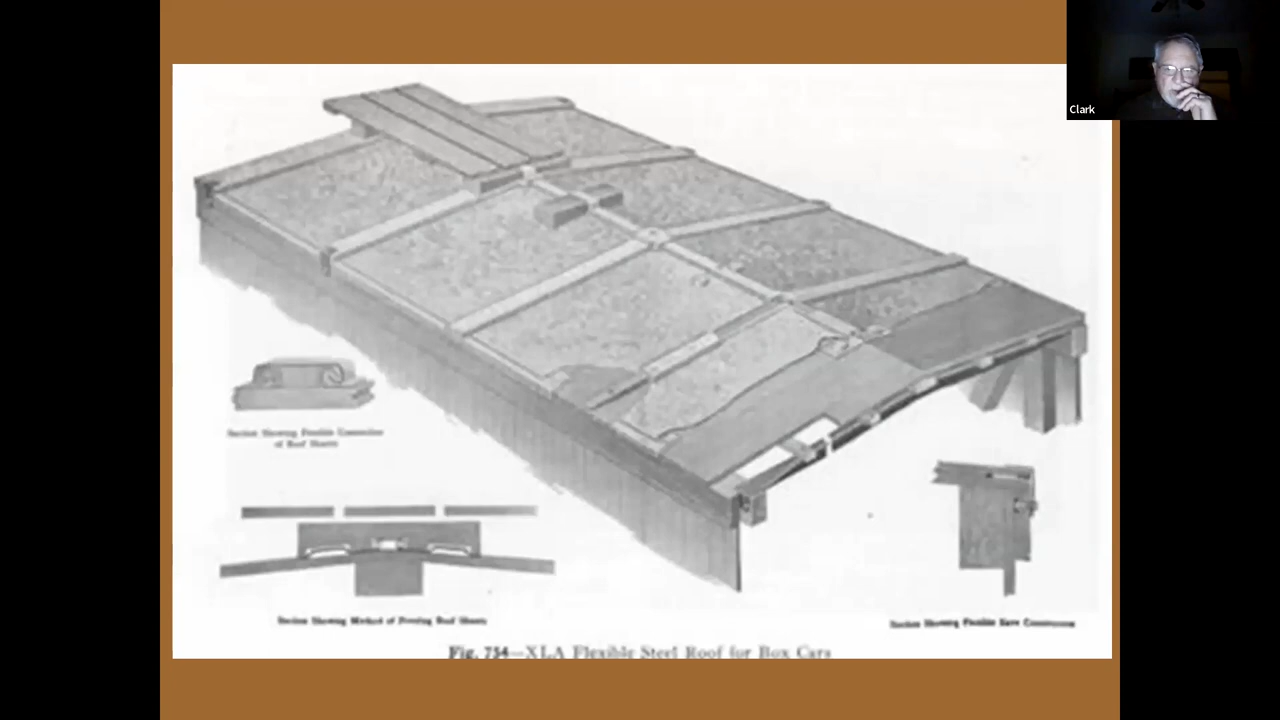 Clark
Section Showing Flexible Connection
of Roof Sheets
Section Showing Method of Pivoting Roof Sheets
Section Showing Flexible Eave Construction
Fig. 754—XLA Flexible Steel Roof for Box Cars